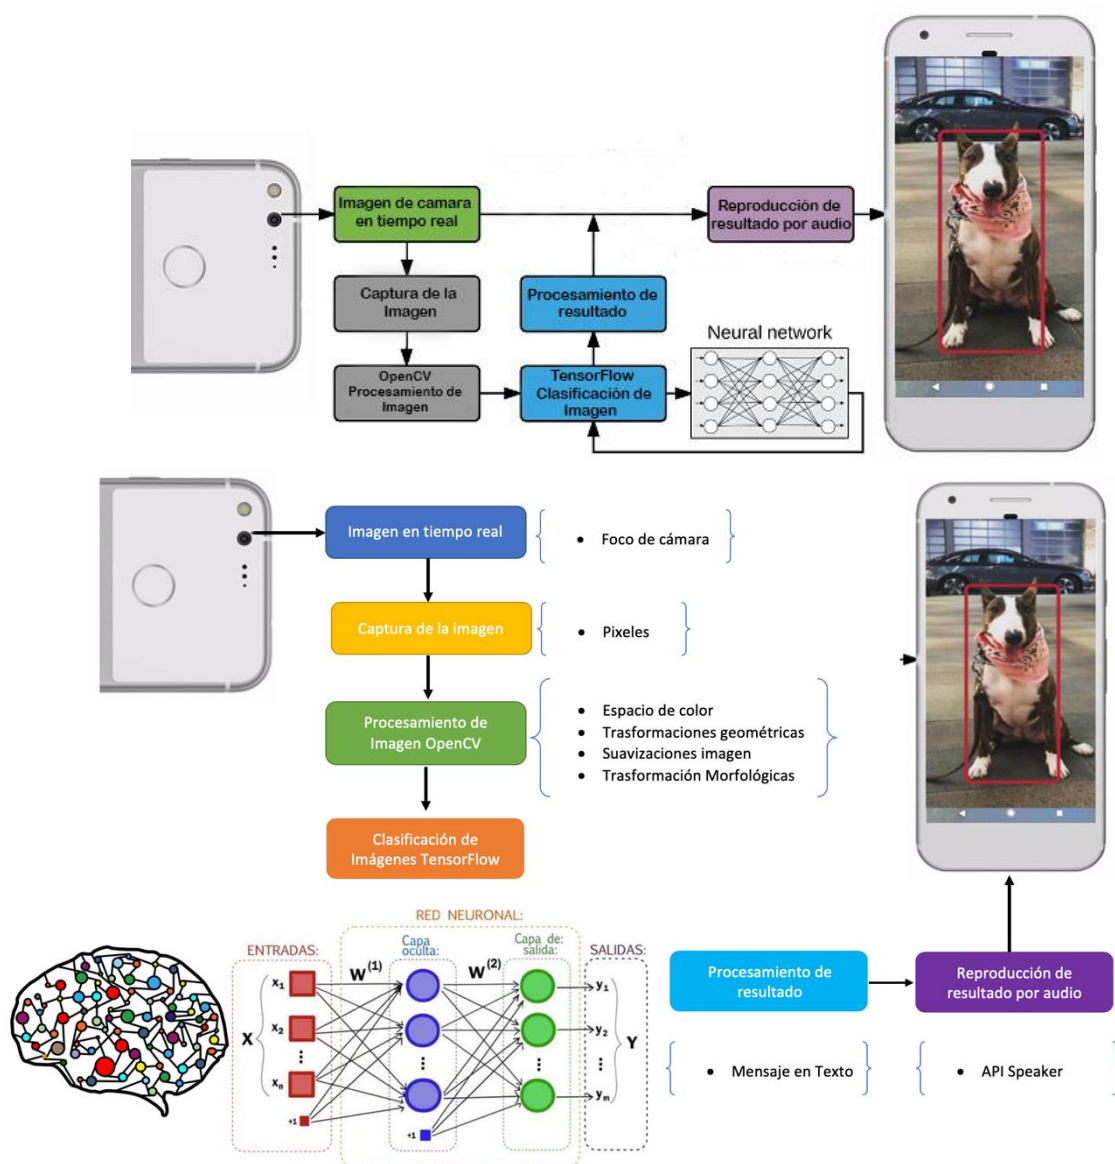 Imagen de camara
en tiempo real
Reproducción de
resultado por audio
Captura de la
Imagen
Procesamiento de
resultado
Neural network
OpenCV
Procesamiento de
Imagen
TensorFlow
Clasificación de
Imagen
Imagen en tiempo real
• Foco de cámara
Captura de la imagen
• Pixeles
Procesamiento de
Imagen OpenCV
• Espacio de color
• Trasformaciones geométricas
• Suavizaciones imagen
• Trasformación Morfológicas
Clasificación de
Imágenes TensorFlow
RED NEURONAL:
ENTRADAS:
Capa
oculta:
Capa de:
salida:
SALIDAS:
W(1)
W(2)
X
x1
x2
xn
+1
+1
y1
y2
ym
Y
Procesamiento de
resultado
Reproducción de
resultado por audio
• Mensaje en Texto
• API Speaker